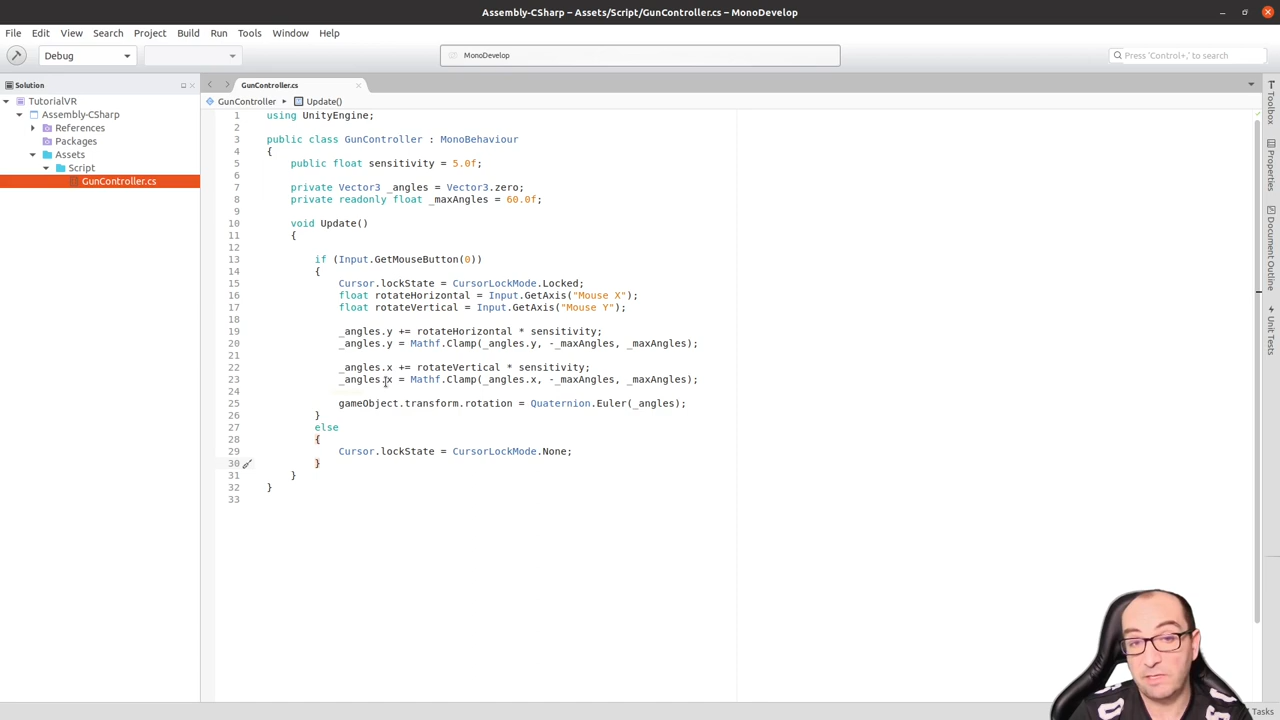 Assembly-CSharp – Assets/Script/GunController.cs – MonoDevelop
File Edit View Search Project Build Run Tools Window Help
Debug
MonoDevelop
Press 'Control+,' to search
Solution
TutorialVR
Assembly-CSharp
References
Packages
Assets
Script
GunController.cs
GunController.cs
GunController Update()
1 using UnityEngine;
2
3 public class GunController : MonoBehaviour
4 {
5 public float sensitivity = 5.0f;
6
7 private Vector3 _angles = Vector3.zero;
8 private readonly float _maxAngles = 60.0f;
9
10 void Update()
11 {
12
13 if (Input.GetMouseButton(0))
14 {
15 Cursor.lockState = CursorLockMode.Locked;
16 float rotateHorizontal = Input.GetAxis("Mouse X");
17 float rotateVertical = Input.GetAxis("Mouse Y");
18
19 _angles.y += rotateHorizontal * sensitivity;
20 _angles.y = Mathf.Clamp(_angles.y, -_maxAngles, _maxAngles);
21
22 _angles.x += rotateVertical * sensitivity;
23 _angles.x = Mathf.Clamp(_angles.x, -_maxAngles, _maxAngles);
24
25 gameObject.transform.rotation = Quaternion.Euler(_angles);
26 }
27 else
28 {
29 Cursor.lockState = CursorLockMode.None;
30 }
31 }
32 }
33
Toolbox
Properties
Document Outline
Unit Tests
Tasks